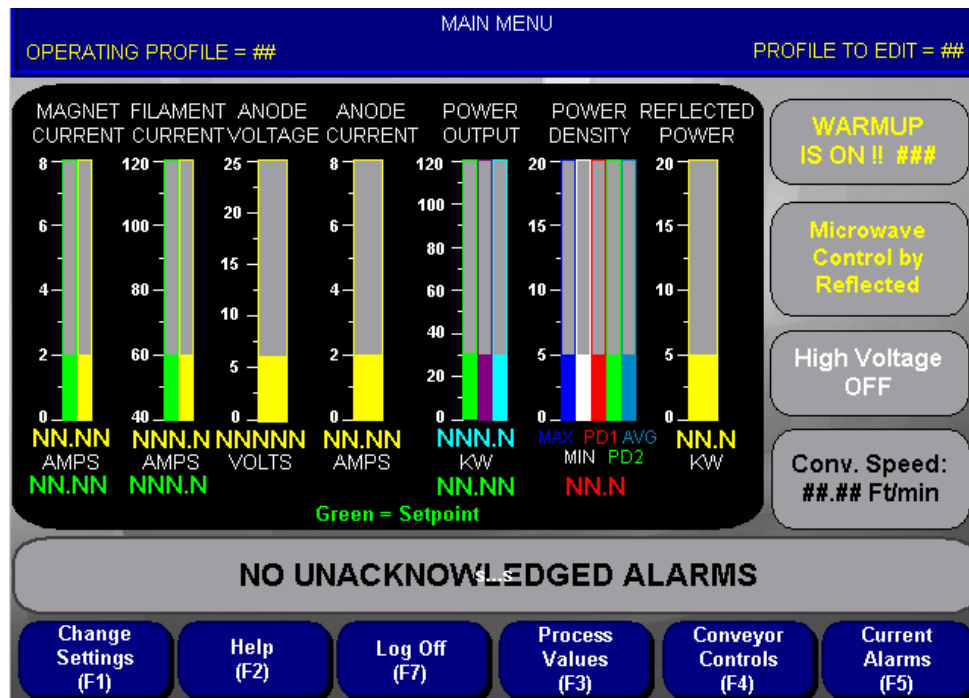 MAIN MENU
OPERATING PROFILE = ##
PROFILE TO EDIT = ##
MAGNET CURRENT
FILAMENT CURRENT
ANODE VOLTAGE
ANODE CURRENT
POWER OUTPUT
POWER DENSITY
REFLECTED POWER
8 6 4 2 0
120 100 80 60 40
25 20 15 10 5 0
8 6 4 2 0
120 100 80 60 40 20 0
20 15 10 5 0
20 15 10 5 0
NN.NN
AMPS
NN.NN
NNN.N
AMPS
NNN.N
NNNNN
VOLTS
NN.NN
AMPS
NNN.N
KW
NN.NN
MAX PD1 AVG
MIN PD2
NN.N
NN.N
KW
Green = Setpoint
WARMUP
IS ON !! ###
Microwave
Control by
Reflected
High Voltage
OFF
Conv. Speed:
##.## Ft/min
NO UNACKNOWLEDGED ALARMS
s...s
Change
Settings
(F1)
Help
(F2)
Log Off
(F7)
Process
Values
(F3)
Conveyor
Controls
(F4)
Current
Alarms
(F5)